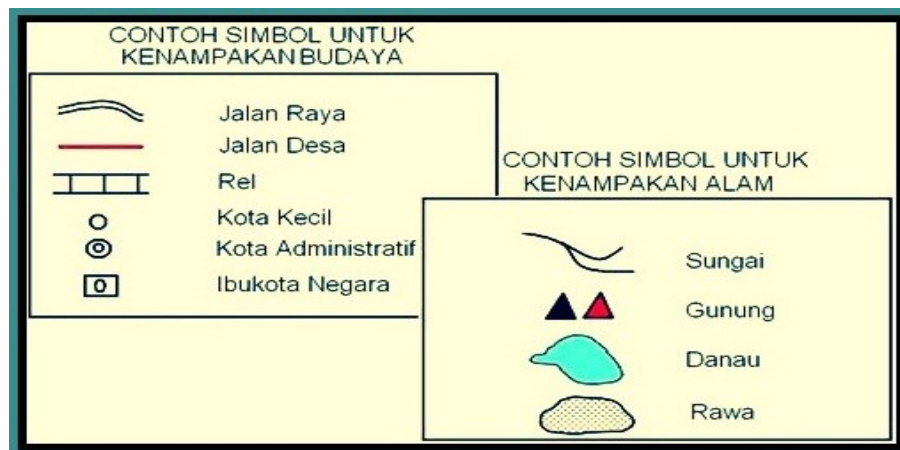 CONTOH SIMBOL UNTUK
KENAMPAKAN BUDAYA
Jalan Raya
Jalan Desa
Rel
Kota Kecil
Kota Administratif
0 Ibukota Negara
CONTOH SIMBOL UNTUK
KENAMPAKAN ALAM
Sungai
Gunung
Danau
Rawa